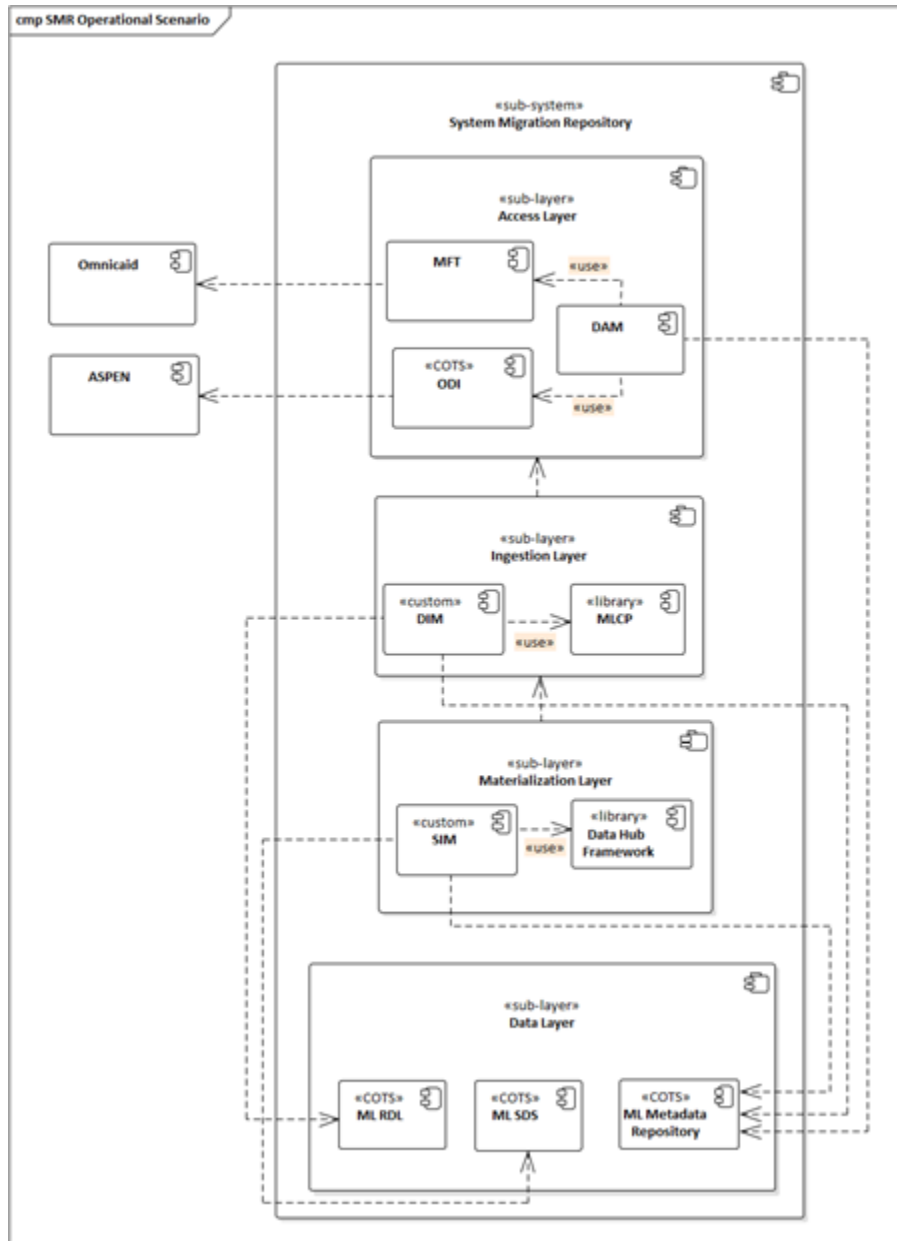 cmp SMR Operational Scenario
«sub-system»
System Migration Repository
«sub-layer»
Access Layer
Omnicaid
MFT
«use»
DAM
ASPEN
«COTS»
ODI
«use»
«sub-layer»
Ingestion Layer
«custom»
DIM
«use»
«library»
MLCP
«sub-layer»
Materialization Layer
«custom»
SIM
«use»
«library»
Data Hub
Framework
«sub-layer»
Data Layer
«COTS»
ML RDL
«COTS»
ML SDS
«COTS»
ML Metadata
Repository